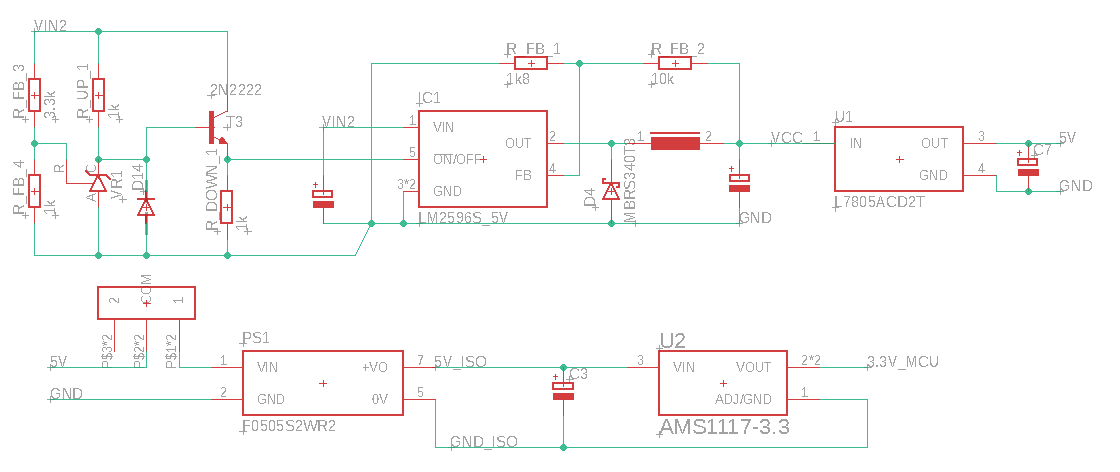 VIN2
R_FB_3
3.3k
R_UP_1
1k
2N2222
T3
R_FB_4
1k
R
C
A
VR1
D14
R_DOWN_1
1k
VIN2
IC1
1
VIN
5
ON/OFF
3*2
GND
OUT
2
FB
4
LM2596S_5V
R_FB_1
1k8
R_FB_2
10k
D4
MBRS340T3
1
2
GND
VCC
U1
1
IN
OUT
3
GND
4
L7805ACD2T
5V
C7
GND
COM
2
1
P$3*2
P$2*2
P$1*2
5V
GND
PS1
1
VIN
+VO
7
2
GND
0V
5
F0505S2WR2
5V_ISO
GND_ISO
C3
U2
3
VIN
VOUT
2*2
ADJ/GND
1
AMS1117-3.3
3.3V_MCU